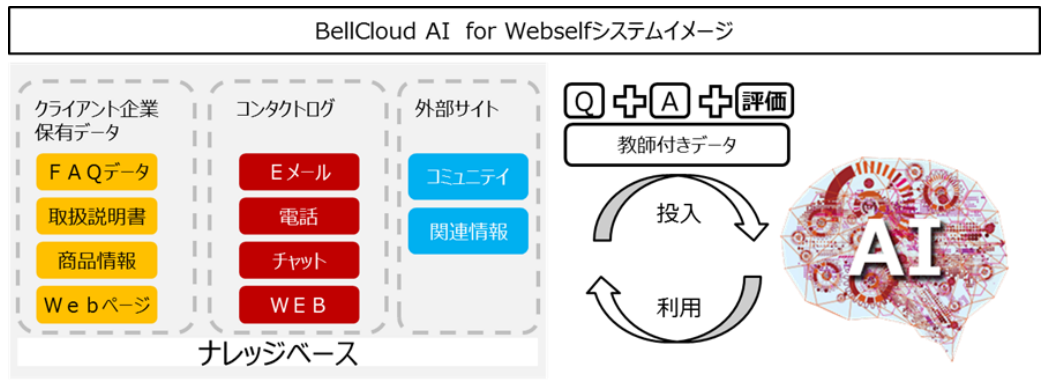 BellCloud AI for Webselfシステムイメージ
クライアント企業
保有データ
ＦＡＱデータ
取扱説明書
商品情報
Ｗｅｂページ
コンタクトログ
Ｅメール
電話
チャット
ＷＥＢ
外部サイト
コミュニテイ
関連情報
ナレッジベース
Q + A + 評価
教師付きデータ
投入
利用
AI